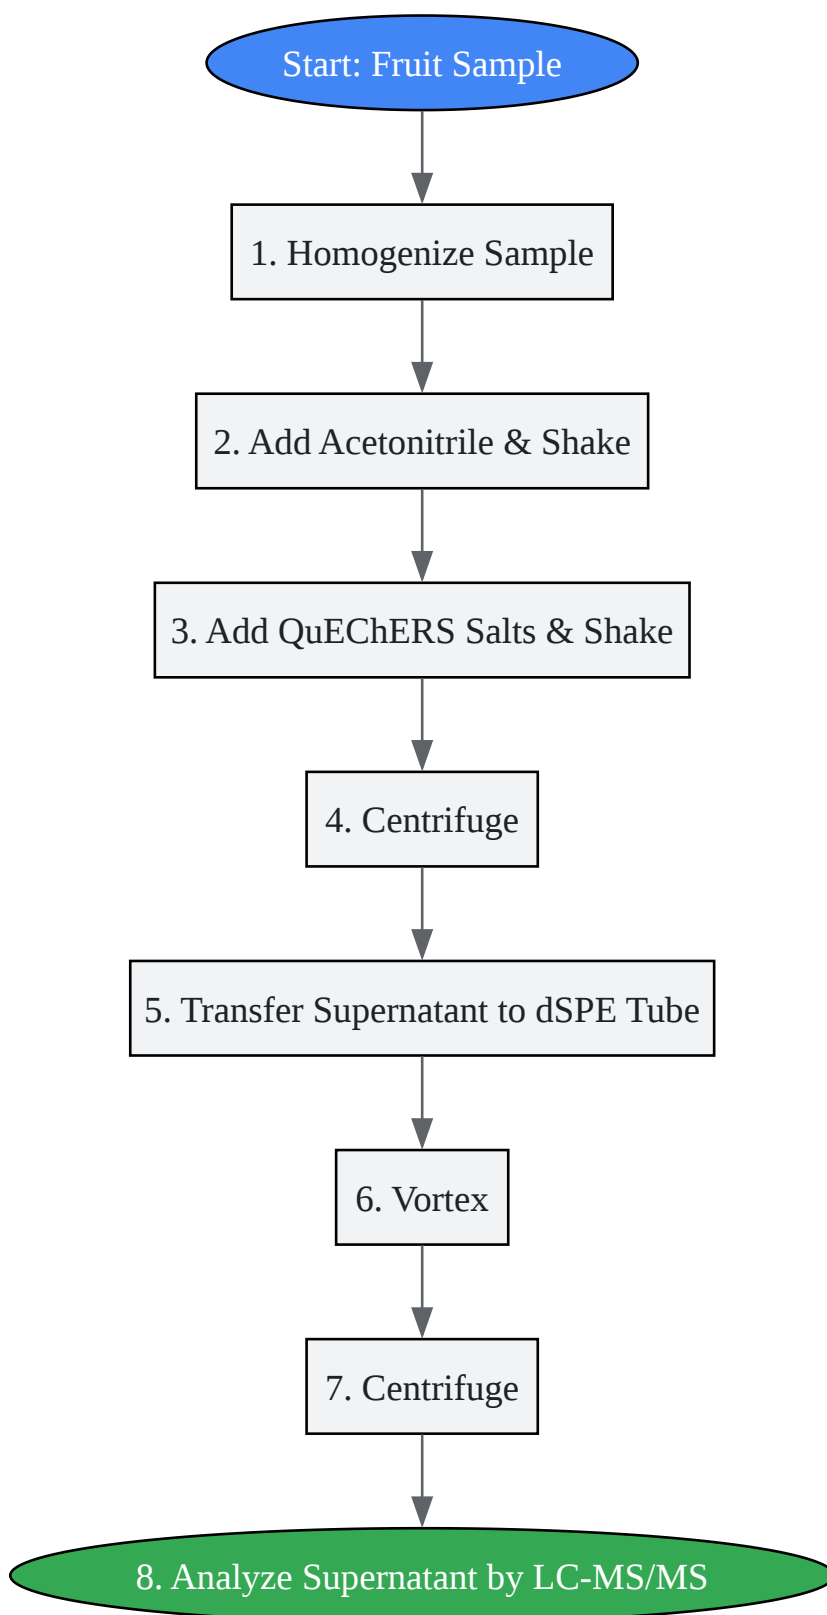 Start: Fruit Sample
1. Homogenize Sample
2. Add Acetonitrile & Shake
3. Add QuEChERS Salts & Shake
4. Centrifuge
5. Transfer Supernatant to dSPE Tube
6. Vortex
7. Centrifuge
8. Analyze Supernatant by LC-MS/MS